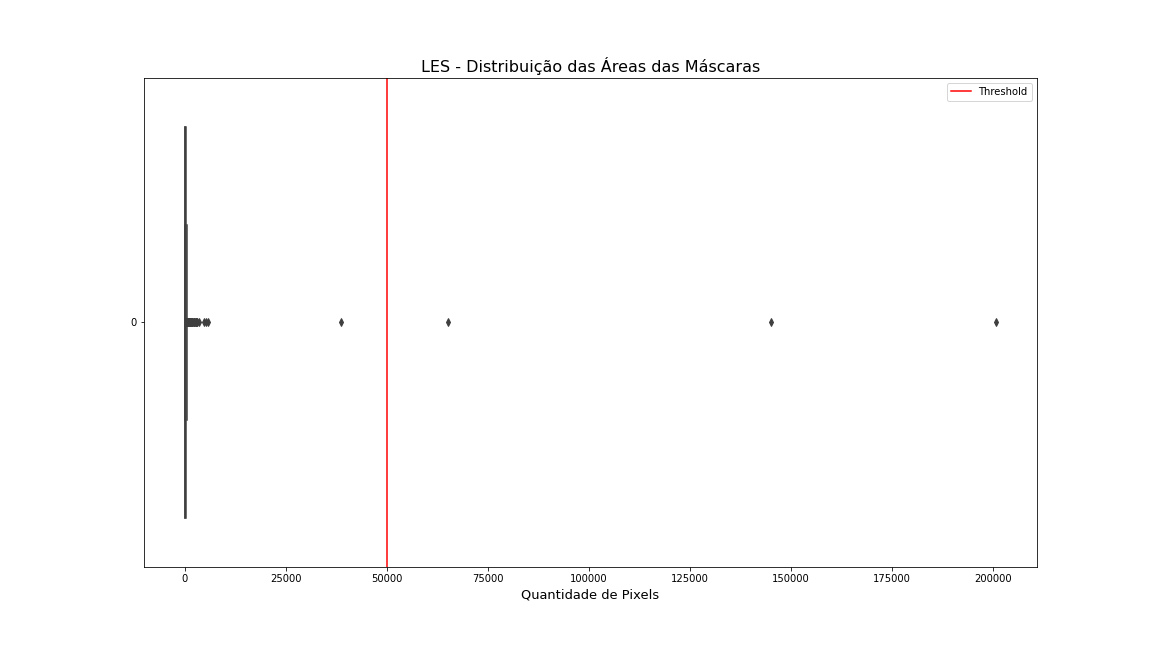 LES - Distribuição das Áreas das Máscaras
Threshold
0
0 25000 50000 75000 100000 125000 150000 175000 200000
Quantidade de Pixels